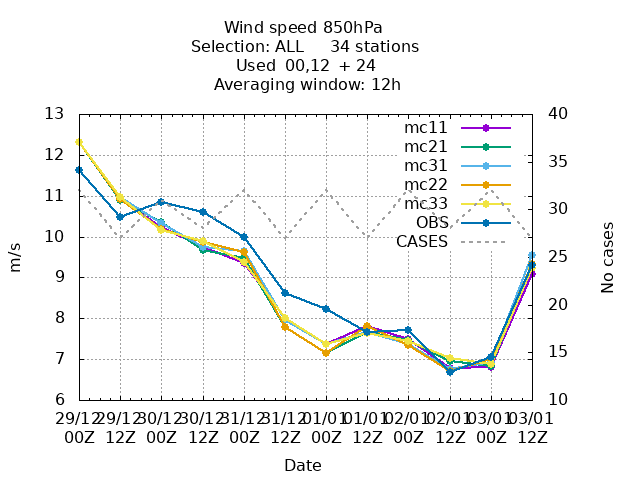 Wind speed 850hPa
Selection: ALL 34 stations
Used 00,12 + 24
Averaging window: 12h
13 40
mc11
mc21
12 35
mc31
mc22
11 30
mc33
OBS
10 CASES 25
9
20
8
7 15
6 10
m/s
No cases
29/12 29/12 30/12 30/12 31/12 31/12 01/01 01/01 02/01 02/01 03/01 03/01
00Z 12Z 00Z 12Z 00Z 12Z 00Z 12Z 00Z 12Z 00Z 12Z
Date